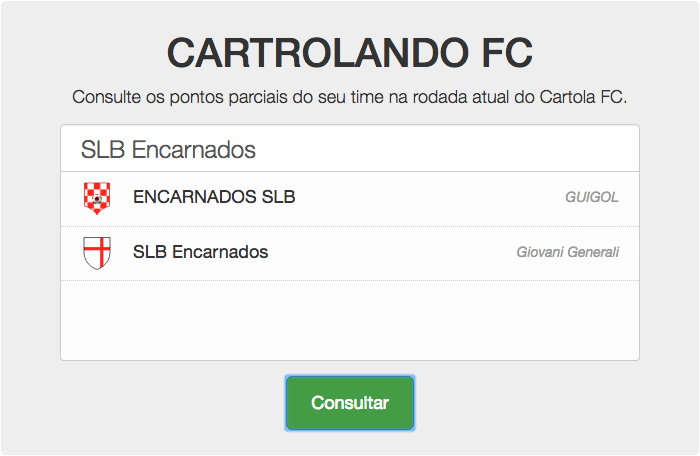 CARTROLANDO FC
Consulte os pontos parciais do seu time na rodada atual do Cartola FC.
SLB Encarnados
ENCARNADOS SLB GUIGOL
SLB Encarnados Giovani Generali
Consultar